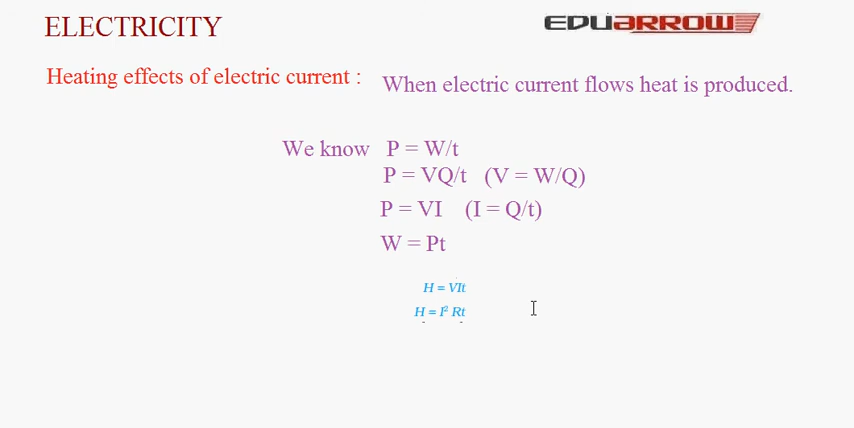 ELECTRICITY
EDUARROW
Heating effects of electric current :
When electric current flows heat is produced.
We know P = W/t
P = VQ/t (V = W/Q)
P = VI (I = Q/t)
W = Pt
H = VIt
H = I² Rt